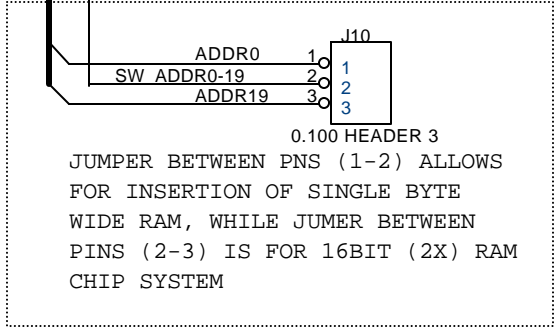 J10
ADDR0 1 1
SW_ADDR0-19 2 2
ADDR19 3 3
0.100 HEADER 3
JUMPER BETWEEN PNS (1-2) ALLOWS
FOR INSERTION OF SINGLE BYTE
WIDE RAM, WHILE JUMER BETWEEN
PINS (2-3) IS FOR 16BIT (2X) RAM
CHIP SYSTEM